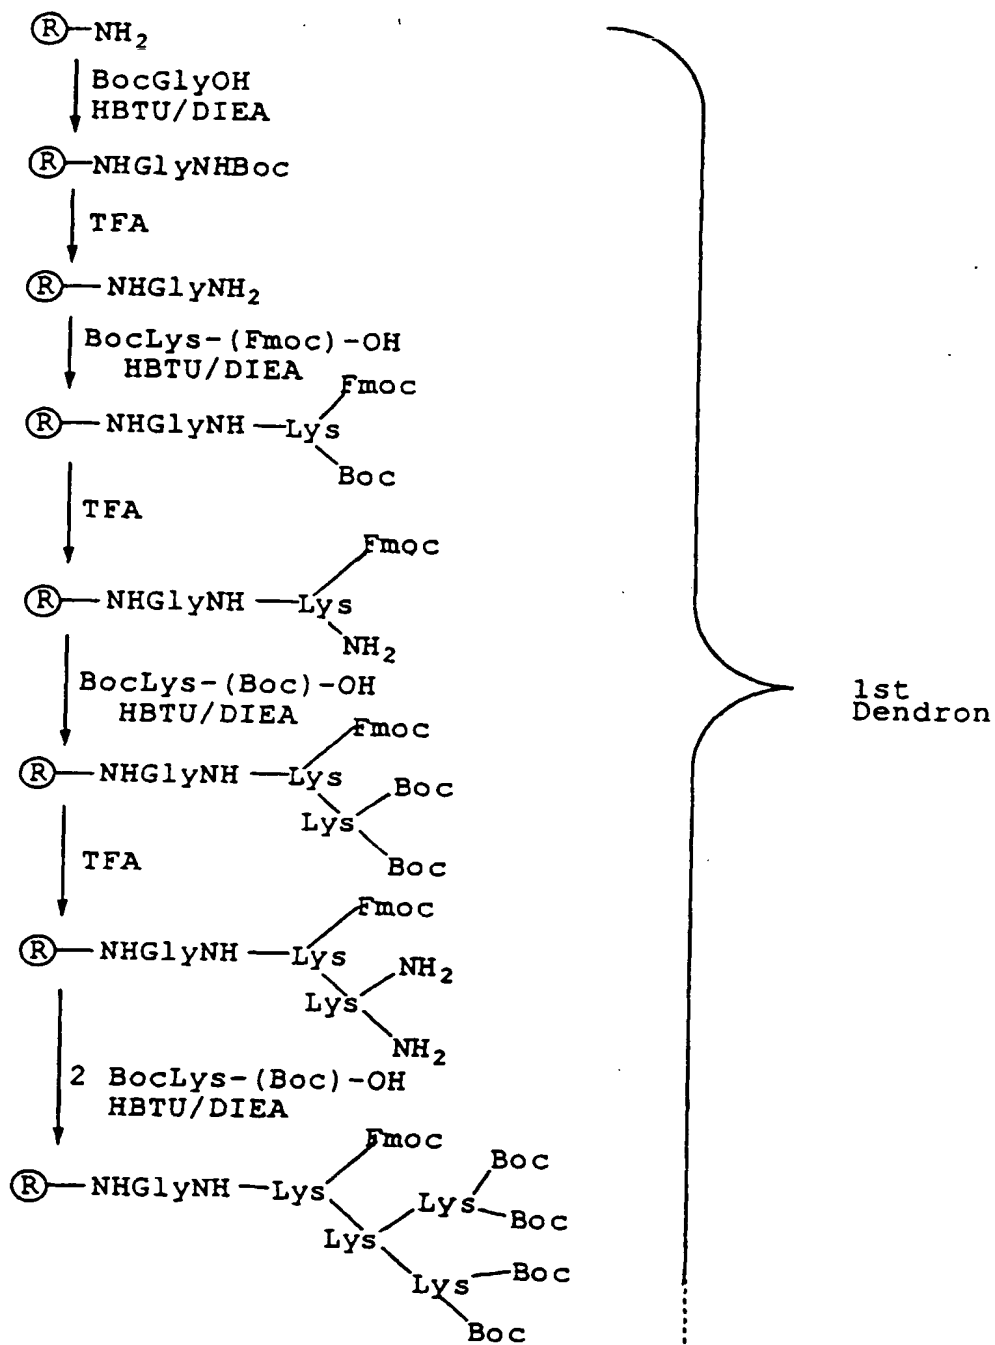 R-NH2
BocGlyOH
HBTU/DIEA
R-NHGlyNHBoc
TFA
R-NHGlyNH2
BocLys-(Fmoc)-OH
HBTU/DIEA
Fmoc
R-NHGlyNH-Lys
Boc
TFA
Fmoc
R-NHGlyNH-Lys
NH2
BocLys-(Boc)-OH
HBTU/DIEA
1st
Dendron
Fmoc
R-NHGlyNH-Lys
Boc
Lys
Boc
TFA
Fmoc
R-NHGlyNH-Lys
NH2
Lys
NH2
2 BocLys-(Boc)-OH
HBTU/DIEA
Fmoc
Boc
R-NHGlyNH-Lys
Lys
Boc
Lys
Boc
Lys
Boc